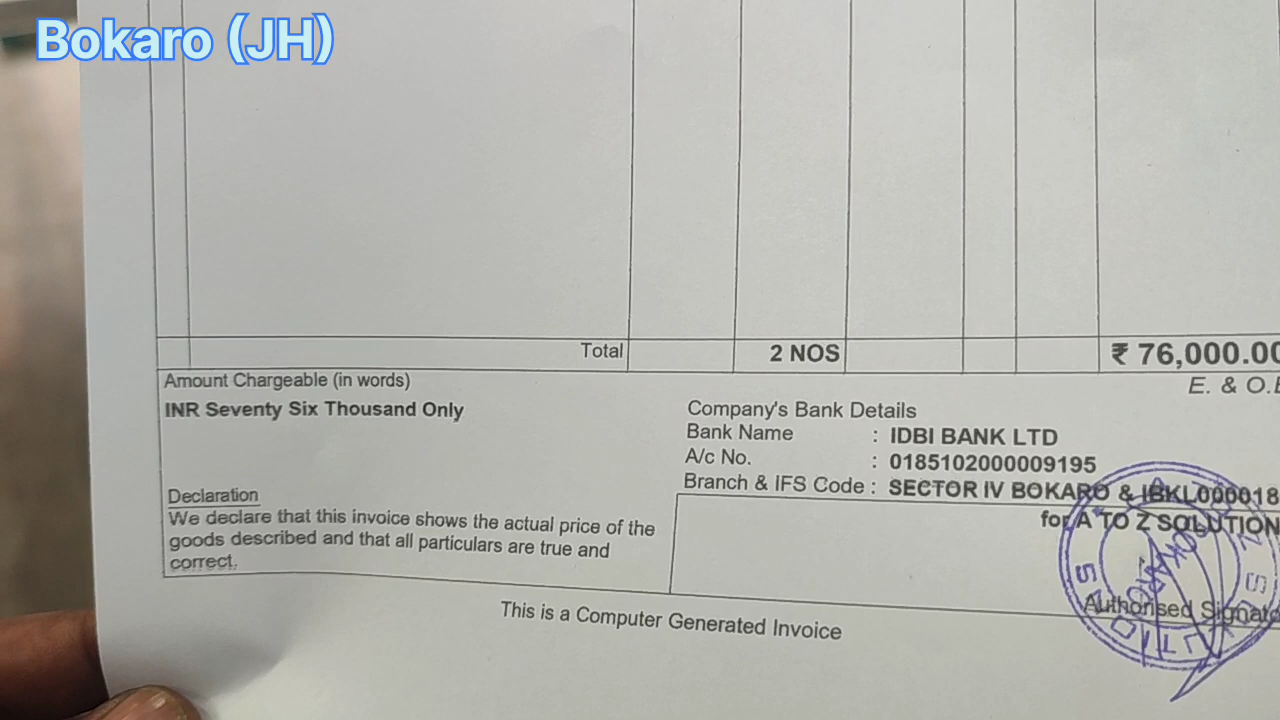 Bokaro (JH)
Total 2 NOS ₹ 76,000.00
Amount Chargeable (in words) E. & O.E
INR Seventy Six Thousand Only
Company's Bank Details
Bank Name : IDBI BANK LTD
A/c No. : 0185102000009195
Branch & IFS Code : SECTOR IV BOKARO & IBKL000018
for A TO Z SOLUTION
Declaration
We declare that this invoice shows the actual price of the
goods described and that all particulars are true and
correct.
Authorised Signato
This is a Computer Generated Invoice